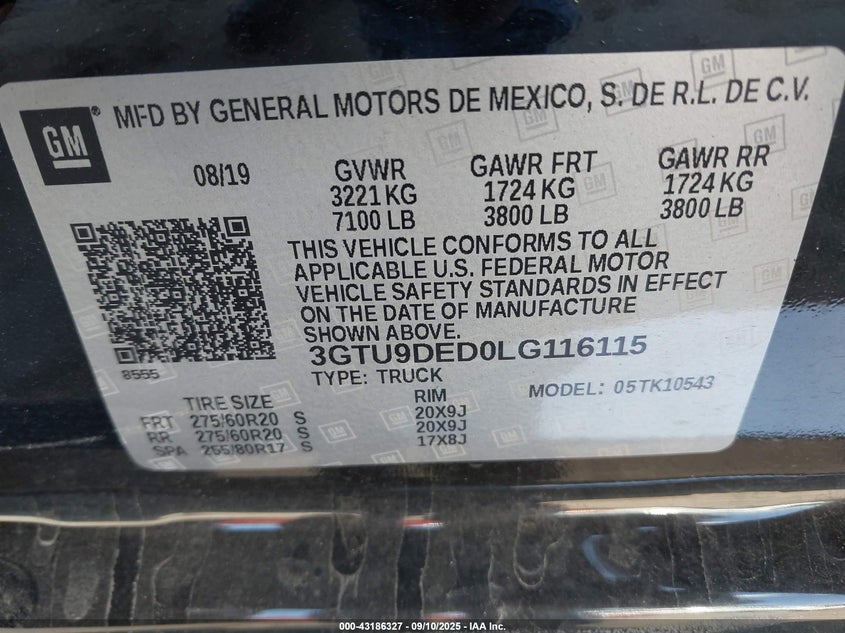 GM ® MFD BY GENERAL MOTORS DE MEXICO, S. DE R.L. DE C.V.
08/19 GVWR GAWR FRT GAWR RR
3221 KG 1724 KG 1724 KG
7100 LB 3800 LB 3800 LB
THIS VEHICLE CONFORMS TO ALL
APPLICABLE U.S. FEDERAL MOTOR
VEHICLE SAFETY STANDARDS IN EFFECT
ON THE DATE OF MANUFACTURE
SHOWN ABOVE.
3GTU9DED0LG116115
8555
TYPE: TRUCK MODEL: 05TK10543
TIRE SIZE RIM
FRT 275/60R20 S 20X9J
RR 275/60R20 S 20X9J
SPA 255/80R17 S 17X8J
000-43186327 - 09/10/2025 - IAA Inc.